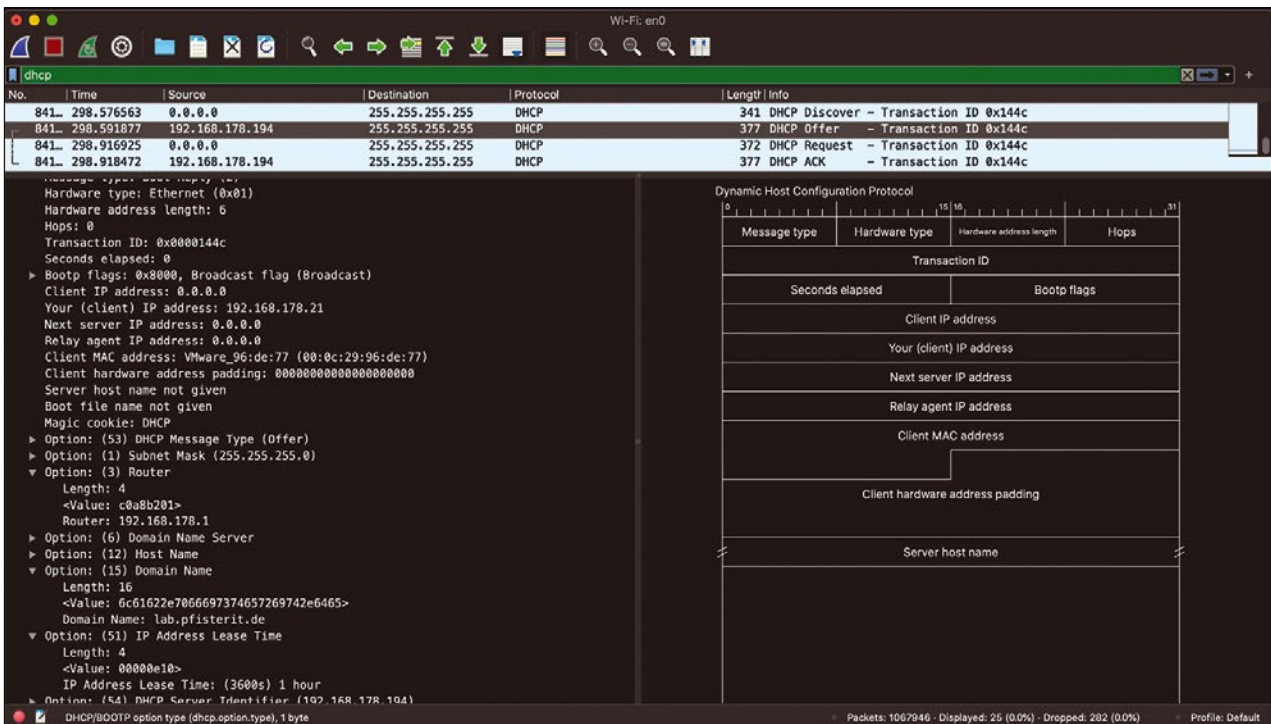 Wi-Fi: en0
dhcp
No. Time Source Destination Protocol Length Info
841… 298.576563 0.0.0.0 255.255.255.255 DHCP 341 DHCP Discover – Transaction ID 0x144c
841… 298.591877 192.168.178.194 255.255.255.255 DHCP 377 DHCP Offer – Transaction ID 0x144c
841… 298.916925 0.0.0.0 255.255.255.255 DHCP 372 DHCP Request – Transaction ID 0x144c
841… 298.918472 192.168.178.194 255.255.255.255 DHCP 377 DHCP ACK – Transaction ID 0x144c
Message type: Boot Reply (2)
Hardware type: Ethernet (0x01)
Hardware address length: 6
Hops: 0
Transaction ID: 0x0000144c
Seconds elapsed: 0
Bootp flags: 0x8000, Broadcast flag (Broadcast)
Client IP address: 0.0.0.0
Your (client) IP address: 192.168.178.21
Next server IP address: 0.0.0.0
Relay agent IP address: 0.0.0.0
Client MAC address: VMware_96:de:77 (00:0c:29:96:de:77)
Client hardware address padding: 00000000000000000000
Server host name not given
Boot file name not given
Magic cookie: DHCP
Option: (53) DHCP Message Type (Offer)
Option: (1) Subnet Mask (255.255.255.0)
Option: (3) Router
Length: 4
<Value: c0a8b201>
Router: 192.168.178.1
Option: (6) Domain Name Server
Option: (12) Host Name
Option: (15) Domain Name
Length: 16
<Value: 6c61622e7066697374657269742e6465>
Domain Name: lab.pfisterit.de
Option: (51) IP Address Lease Time
Length: 4
<Value: 00000e10>
IP Address Lease Time: (3600s) 1 hour
Option: (54) DHCP Server Identifier (192.168.178.194)
Dynamic Host Configuration Protocol
0 15 16 31
Message type Hardware type Hardware address length Hops
Transaction ID
Seconds elapsed Bootp flags
Client IP address
Your (client) IP address
Next server IP address
Relay agent IP address
Client MAC address
Client hardware address padding
Server host name
DHCP/BOOTP option type (dhcp.option.type), 1 byte Packets: 1067946 · Displayed: 25 (0.0%) · Dropped: 282 (0.0%) Profile: Default